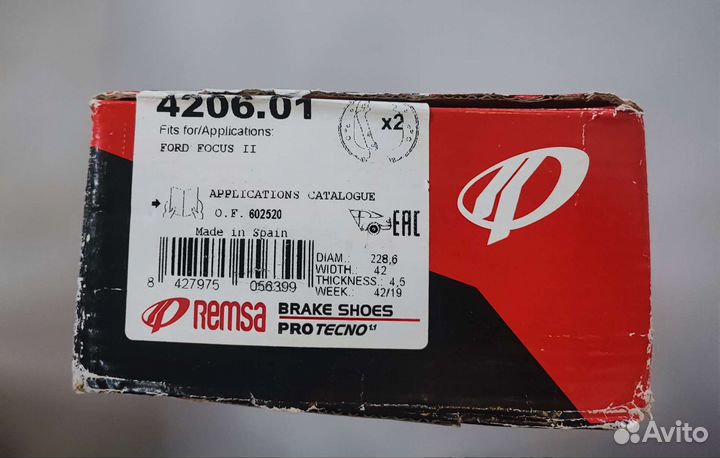 4206.01
x2
Fits for/Applications:
FORD FOCUS II
APPLICATIONS CATALOGUE
O.F. 602520
EAC
Made in Spain
DIAM.: 228,6
WIDTH.: 42
THICKNESS.: 4,5
WEEK.: 42/19
8 427975 056399
Remsa BRAKE SHOES
PROTECNO L1
Avito